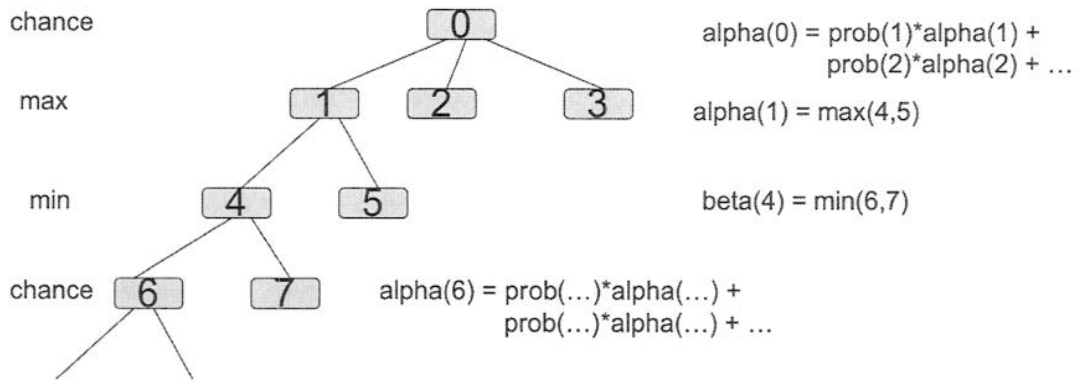 chance
0
alpha(0) = prob(1)*alpha(1) +
prob(2)*alpha(2) + ...
max
1 2 3
alpha(1) = max(4,5)
min
4 5
beta(4) = min(6,7)
chance
6 7
alpha(6) = prob(...)*alpha(...) +
prob(...)*alpha(...) + ...